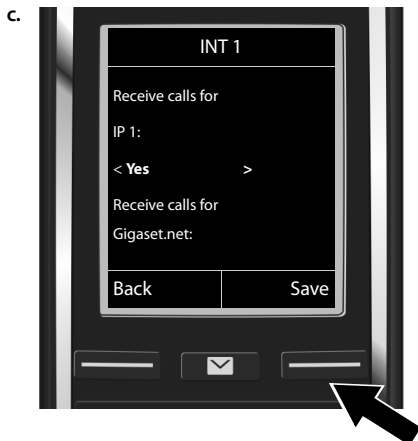 c.
INT 1
Receive calls for
IP 1:
< Yes >
Receive calls for
Gigaset.net:
Back Save